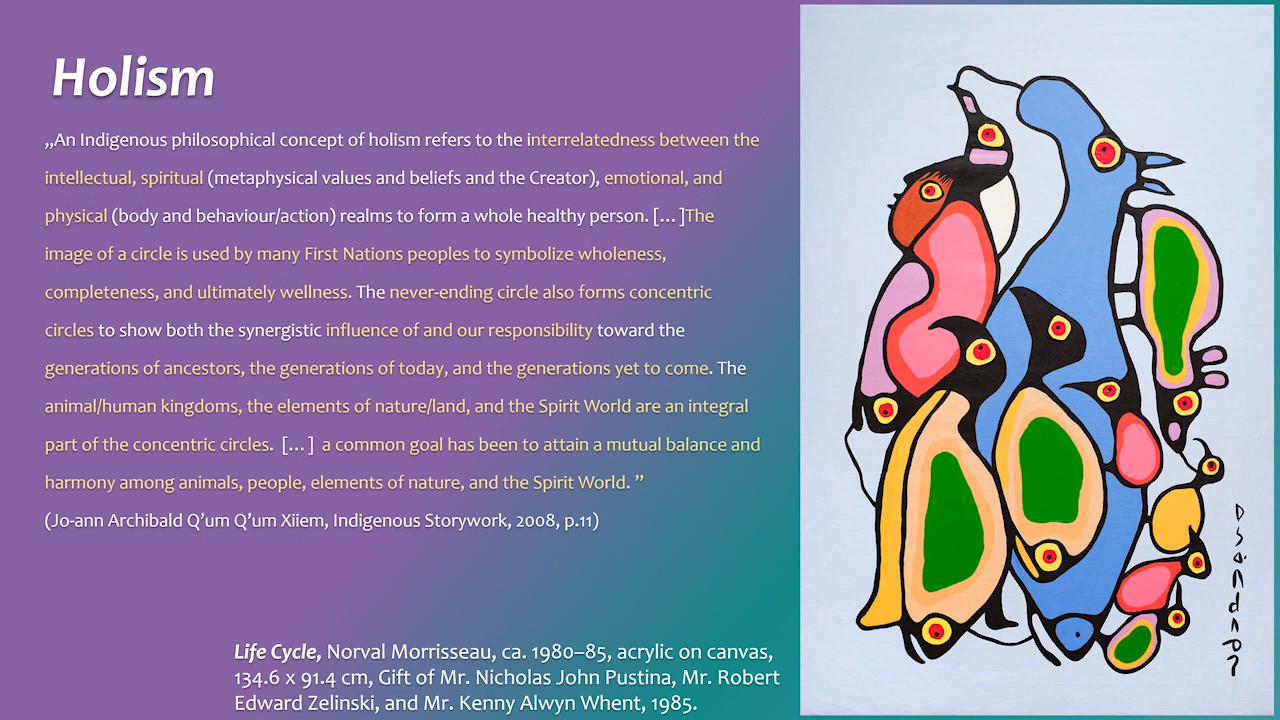 Holism
„An Indigenous philosophical concept of holism refers to the interrelatedness between the
intellectual, spiritual (metaphysical values and beliefs and the Creator), emotional, and
physical (body and behaviour/action) realms to form a whole healthy person. [… ]The
image of a circle is used by many First Nations peoples to symbolize wholeness,
completeness, and ultimately wellness. The never-ending circle also forms concentric
circles to show both the synergistic influence of and our responsibility toward the
generations of ancestors, the generations of today, and the generations yet to come. The
animal/human kingdoms, the elements of nature/land, and the Spirit World are an integral
part of the concentric circles. [… ] a common goal has been to attain a mutual balance and
harmony among animals, people, elements of nature, and the Spirit World. ”
(Jo-ann Archibald Q’um Q’um Xiiem, Indigenous Storywork, 2008, p.11)
Life Cycle, Norval Morrisseau, ca. 1980–85, acrylic on canvas,
134.6 x 91.4 cm, Gift of Mr. Nicholas John Pustina, Mr. Robert
Edward Zelinski, and Mr. Kenny Alwyn Whent, 1985.